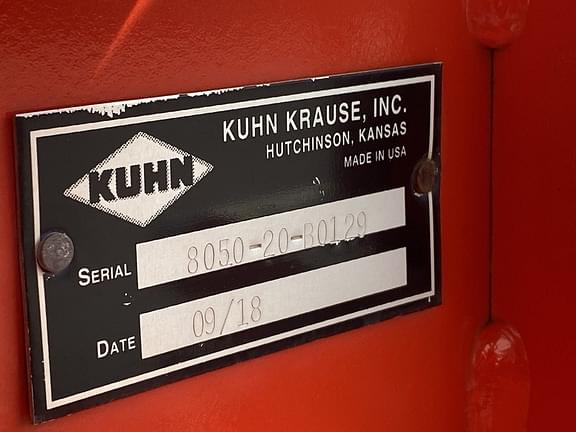 KUHN
KUHN KRAUSE, INC.
HUTCHINSON, KANSAS
MADE IN USA
SERIAL 8050-20-B0129
DATE 09/18